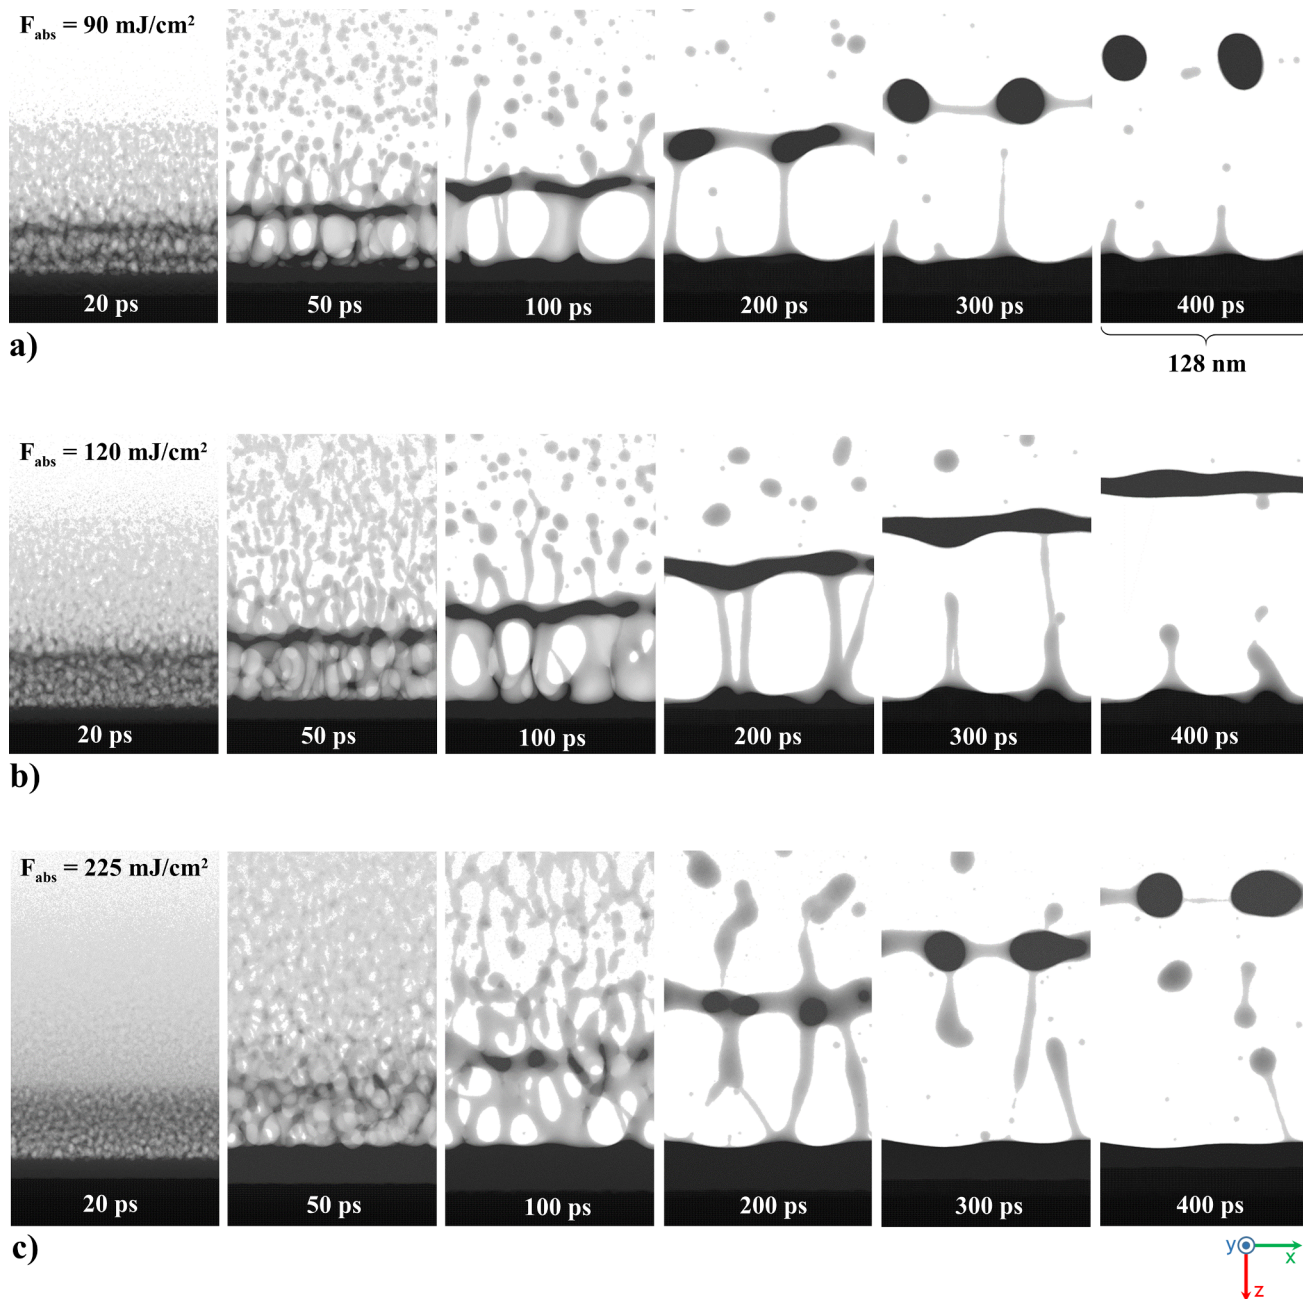 F_abs = 90 mJ/cm²
20 ps 50 ps 100 ps 200 ps 300 ps 400 ps
a)
128 nm
F_abs = 120 mJ/cm²
20 ps 50 ps 100 ps 200 ps 300 ps 400 ps
b)
F_abs = 225 mJ/cm²
20 ps 50 ps 100 ps 200 ps 300 ps 400 ps
c)
y
x
z